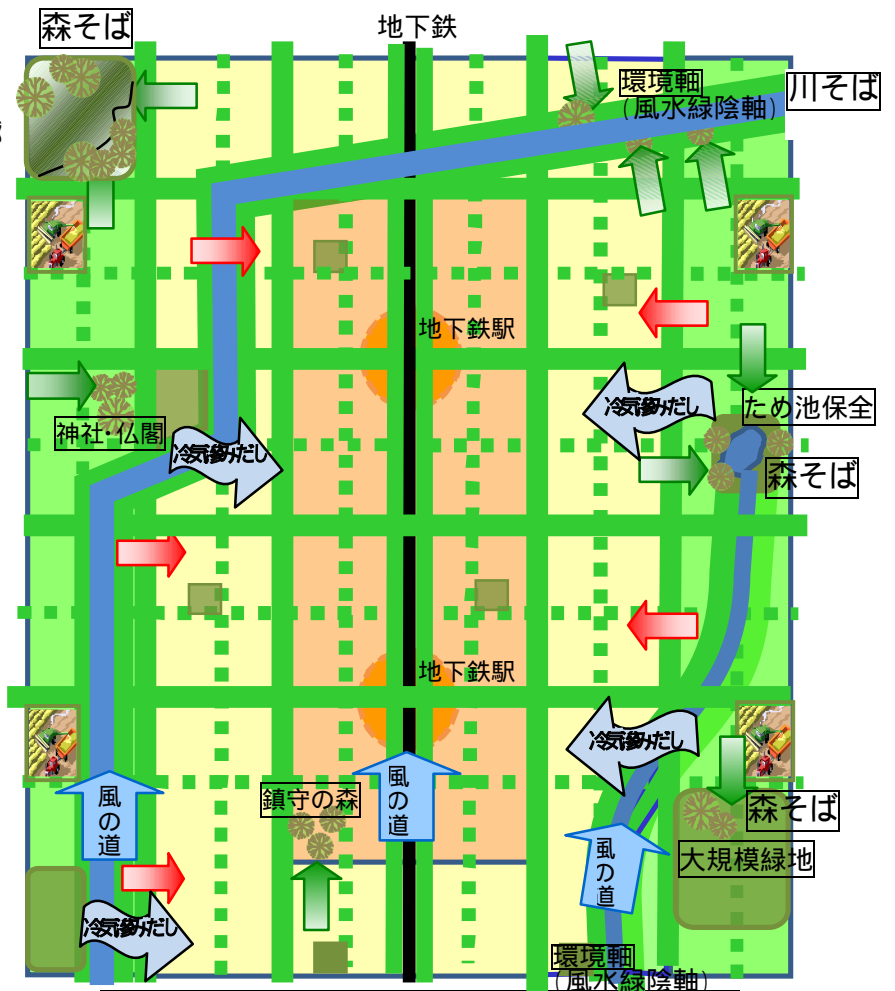 森そば
地下鉄
環境軸
(風水緑陰軸)
川そば
地下鉄駅
冷気滲みだし
ため池保全
神社・仏閣
冷気滲みだし
森そば
地下鉄駅
冷気滲みだし
風の道
鎮守の森
風の道
森そば
風の道
大規模緑地
冷気滲みだし
環境軸
(風水緑陰軸)